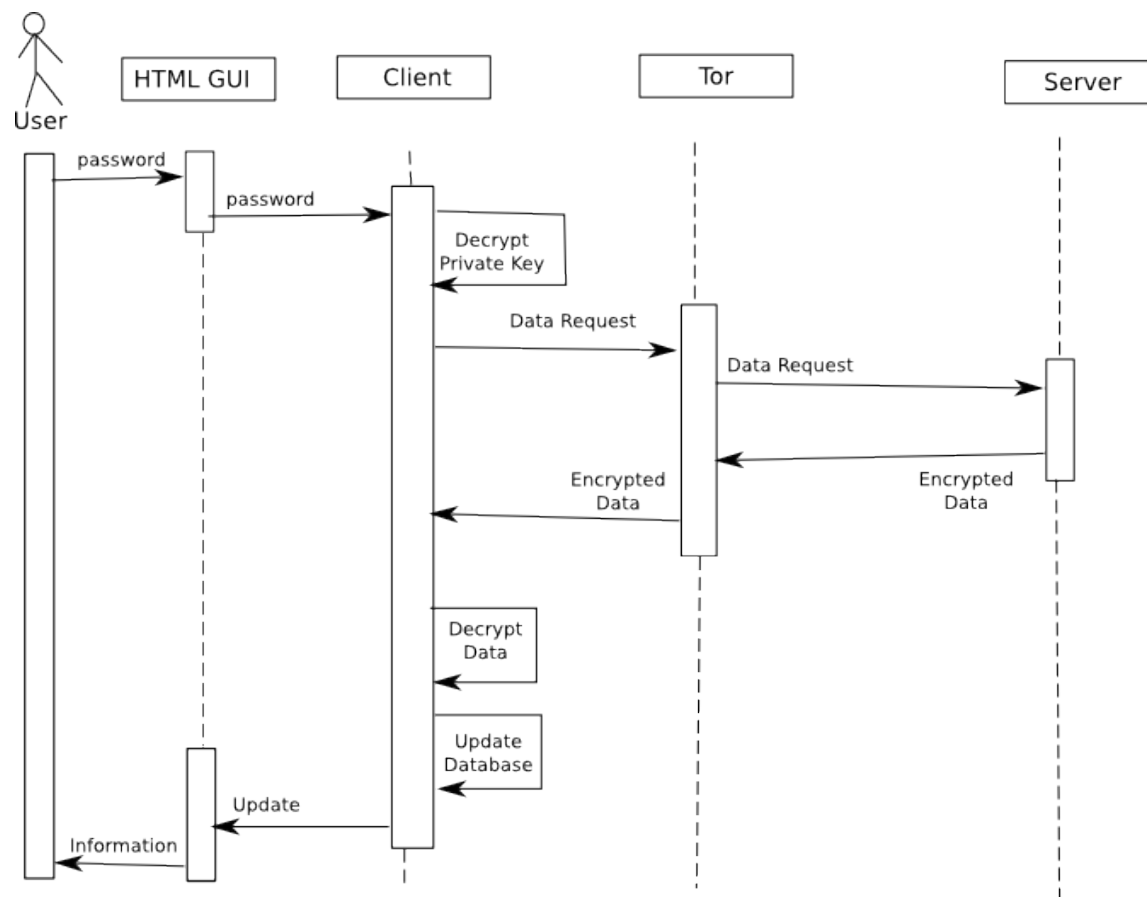 User
HTML GUI
Client
Tor
Server
password
password
Decrypt
Private Key
Data Request
Data Request
Encrypted
Data
Encrypted
Data
Decrypt
Data
Update
Database
Update
Information